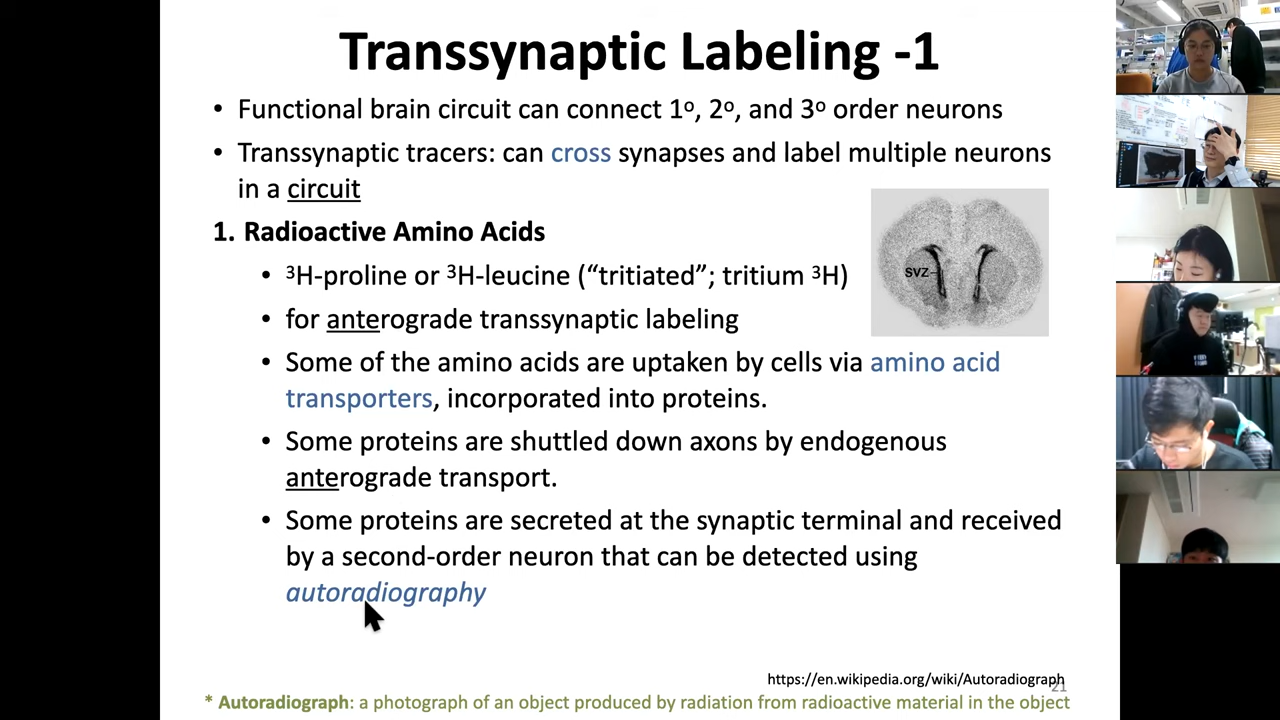 Transsynaptic Labeling -1
• Functional brain circuit can connect 1º, 2º, and 3º order neurons
• Transsynaptic tracers: can cross synapses and label multiple neurons
in a circuit
1. Radioactive Amino Acids
• ³H-proline or ³H-leucine (“tritiated”; tritium ³H)
SVZ
• for anterograde transsynaptic labeling
• Some of the amino acids are uptaken by cells via amino acid
transporters, incorporated into proteins.
• Some proteins are shuttled down axons by endogenous
anterograde transport.
• Some proteins are secreted at the synaptic terminal and received
by a second-order neuron that can be detected using
autoradiography
https://en.wikipedia.org/wiki/Autoradiograph
21
* Autoradiograph: a photograph of an object produced by radiation from radioactive material in the object